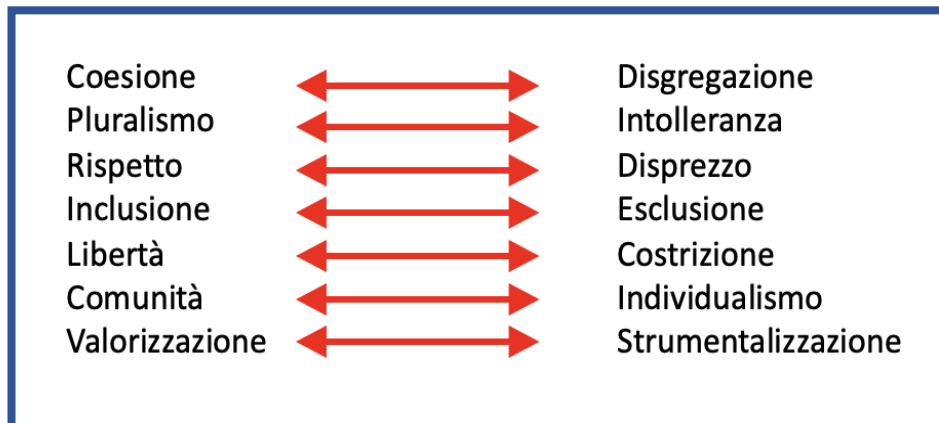 Coesione Disgregazione
Pluralismo Intolleranza
Rispetto Disprezzo
Inclusione Esclusione
Libertà Costrizione
Comunità Individualismo
Valorizzazione Strumentalizzazione